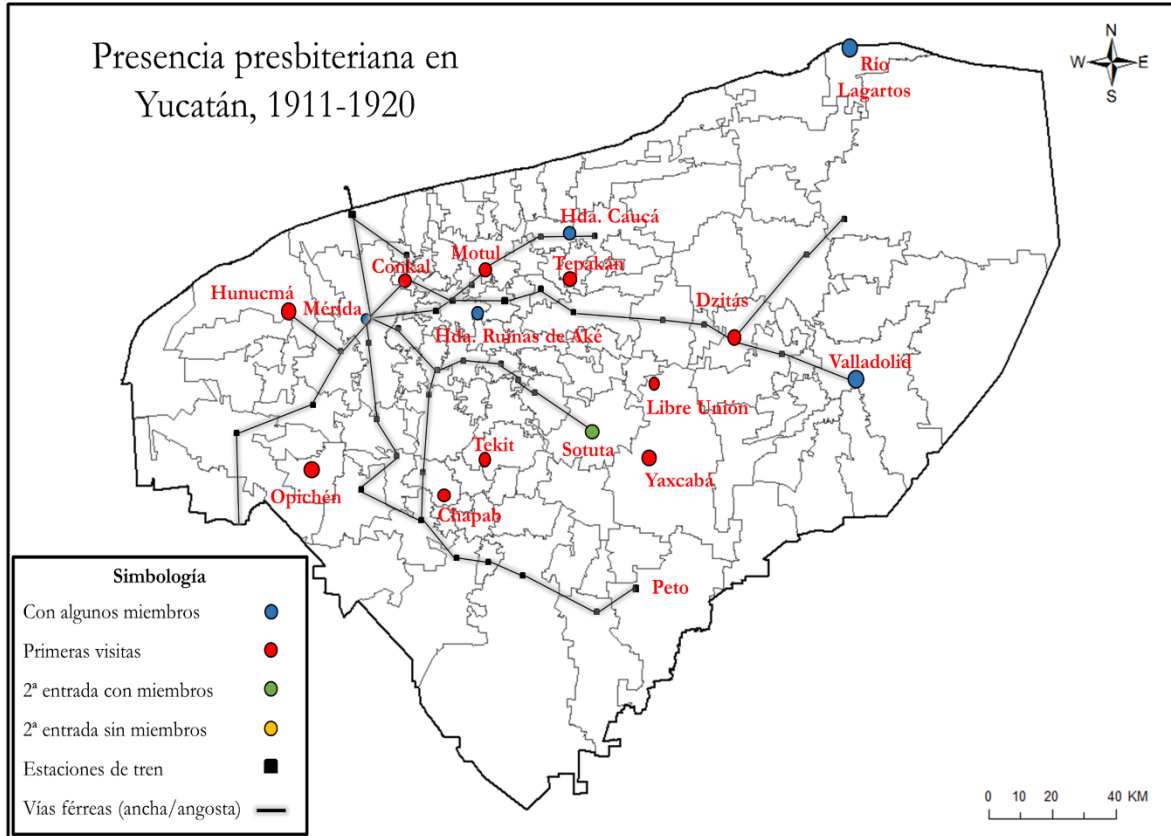 Presencia presbiteriana en
Yucatán, 1911-1920
N
W
E
S
Río
Lagartos
Hda. Caucá
Motul
Conkal
Tepakán
Hunucmá
Mérida
Dzitás
Hda. Ruinas de Aké
Valladolid
Libre Unión
Tekit
Sotuta
Yaxcabá
Opichén
Chapab
Peto
Simbología
Con algunos miembros
Primeras visitas
2ª entrada con miembros
2ª entrada sin miembros
Estaciones de tren
Vías férreas (ancha/angosta)
0 10 20 40 KM